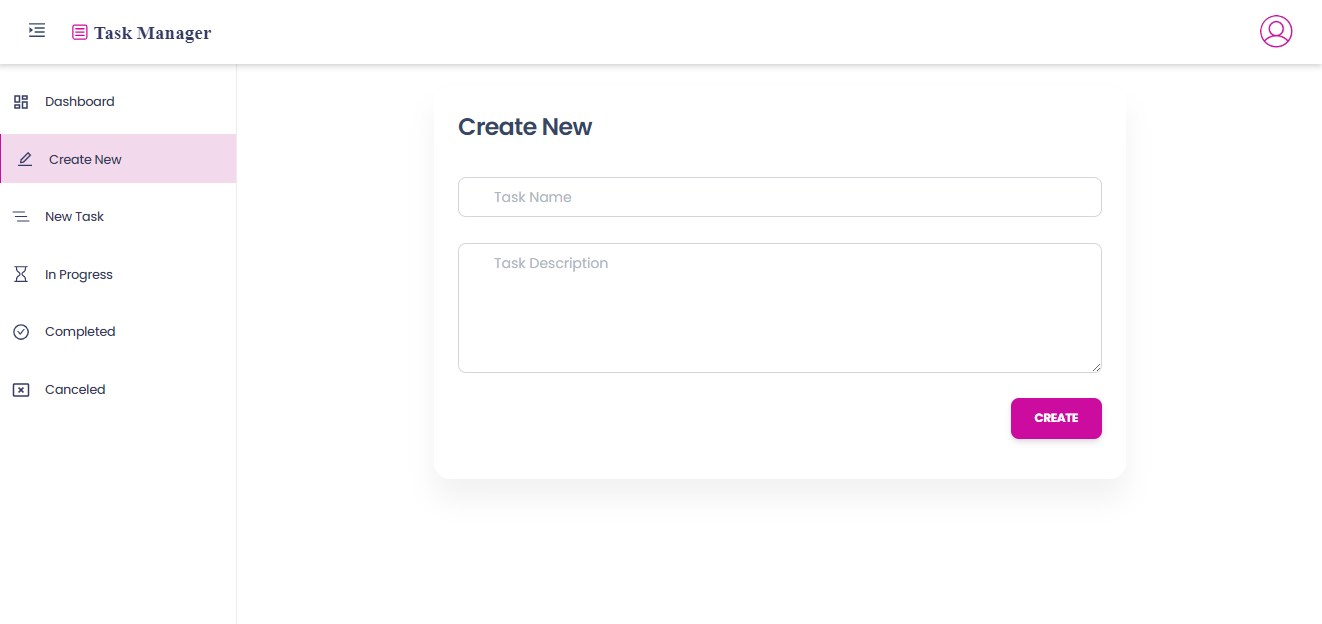 Task Manager
Dashboard
Create New
New Task
In Progress
Completed
Canceled
Create New
Task Name
Task Description
CREATE